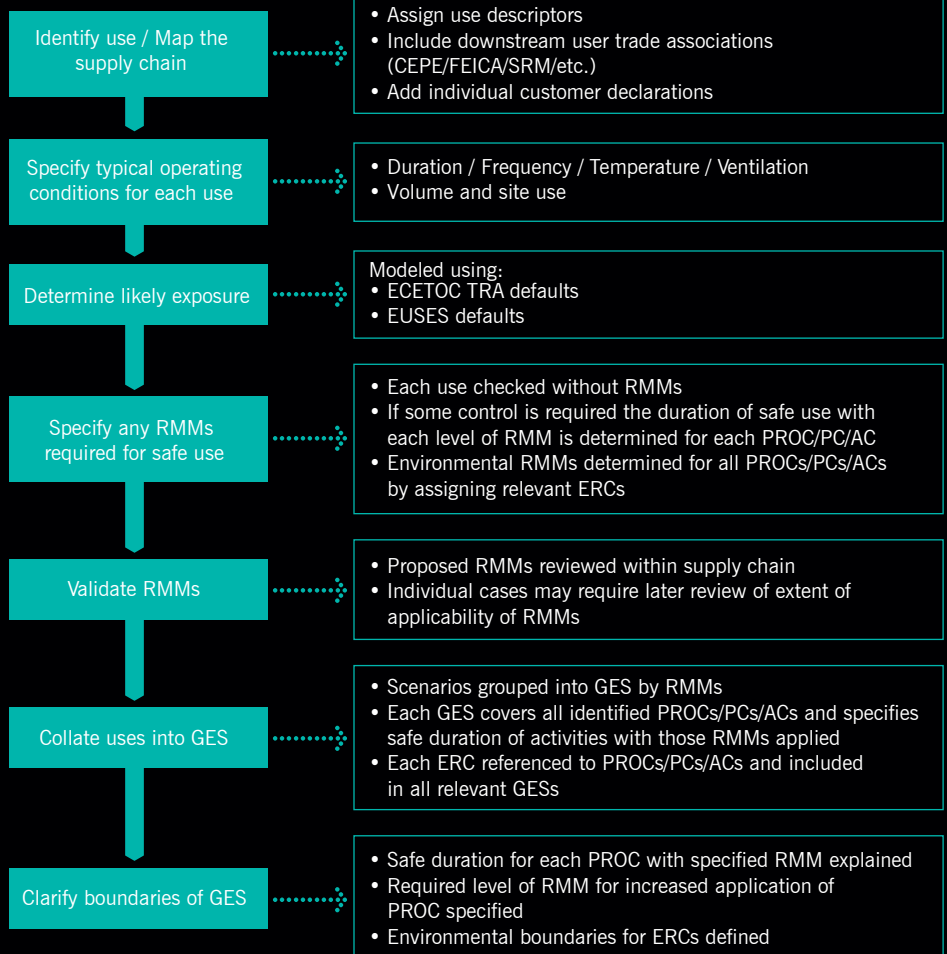 Identify use / Map the
supply chain
• Assign use descriptors
• Include downstream user trade associations
(CEPE/FEICA/SRM/etc.)
• Add individual customer declarations
Specify typical operating
conditions for each use
• Duration / Frequency / Temperature / Ventilation
• Volume and site use
Determine likely exposure
Modeled using:
• ECETOC TRA defaults
• EUSES defaults
Specify any RMMs
required for safe use
• Each use checked without RMMs
• If some control is required the duration of safe use with
each level of RMM is determined for each PROC/PC/AC
• Environmental RMMs determined for all PROCs/PCs/ACs
by assigning relevant ERCs
Validate RMMs
• Proposed RMMs reviewed within supply chain
• Individual cases may require later review of extent of
applicability of RMMs
Collate uses into GES
• Scenarios grouped into GES by RMMs
• Each GES covers all identified PROCs/PCs/ACs and specifies
safe duration of activities with those RMMs applied
• Each ERC referenced to PROCs/PCs/ACs and included
in all relevant GESs
Clarify boundaries of GES
• Safe duration for each PROC with specified RMM explained
• Required level of RMM for increased application of
PROC specified
• Environmental boundaries for ERCs defined